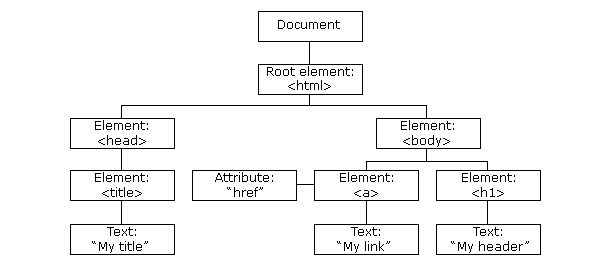 Document
Root element:
<html>
Element:
<head>
Element:
<body>
Element:
<title>
Attribute:
“href”
Element:
<a>
Element:
<h1>
Text:
“My title”
Text:
“My link”
Text:
“My header”